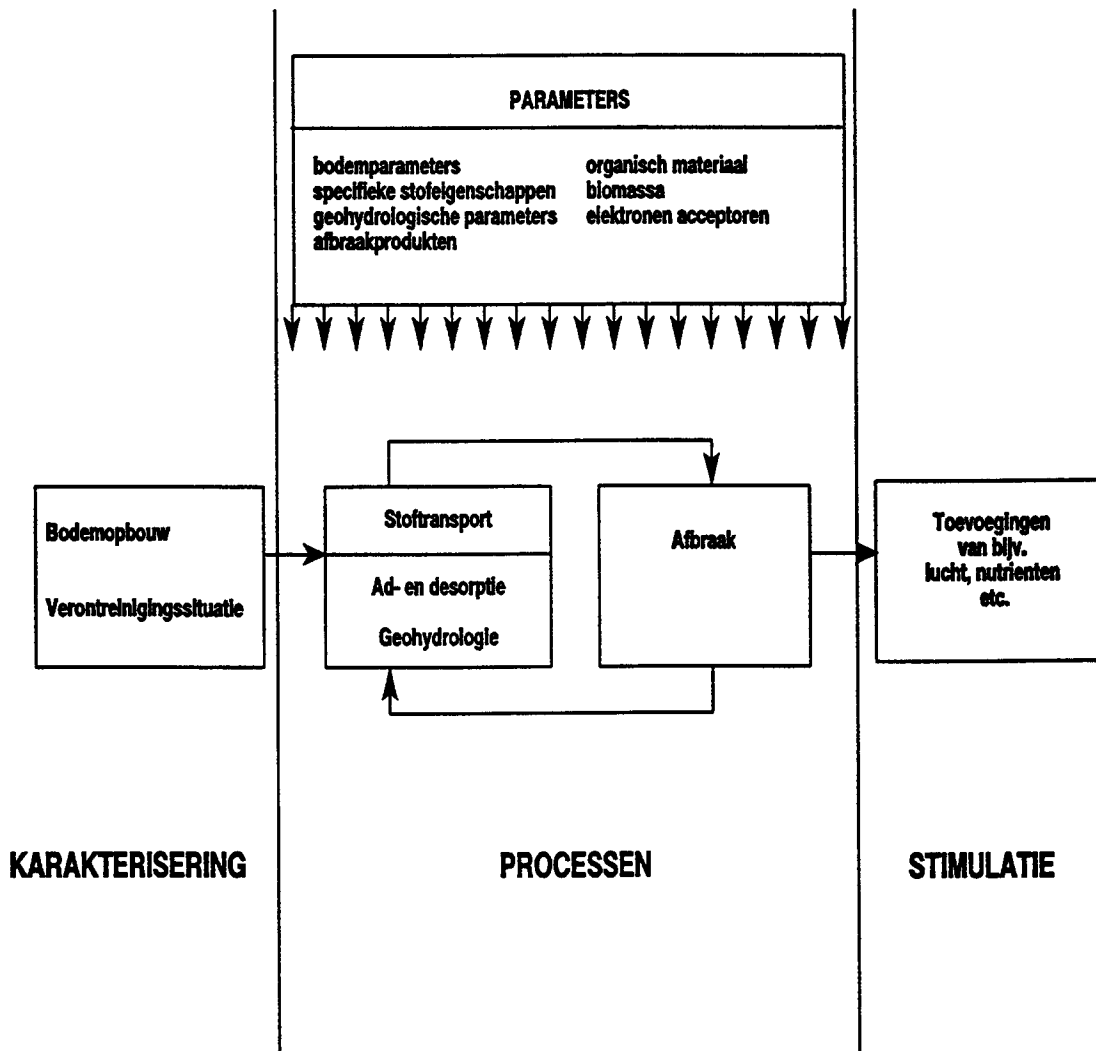 PARAMETERS
bodemparameters
specifieke stofeigenschappen
geohydrologische parameters
afbraakprodukten
organisch materiaal
biomassa
elektronen acceptoren
Bodemopbouw
Verontreinigingssituatie
Stoftransport
Ad- en desorptie
Geohydrologie
Afbraak
Toevoegingen
van bijv.
lucht, nutrienten
etc.
KARAKTERISERING
PROCESSEN
STIMULATIE